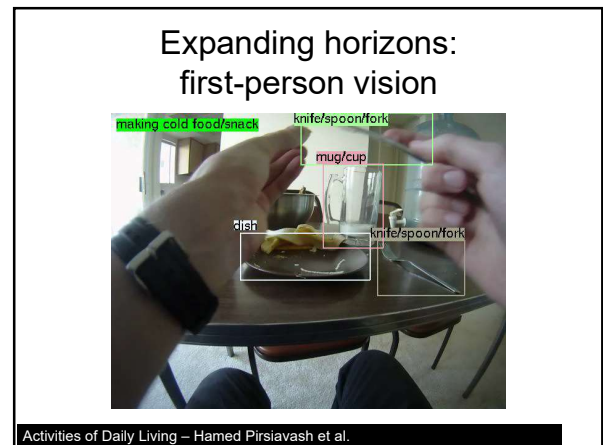 Expanding horizons:
first-person vision
making cold food/snack
knife/spoon/fork
mug/cup
dish
knife/spoon/fork
Activities of Daily Living – Hamed Pirsiavash et al.